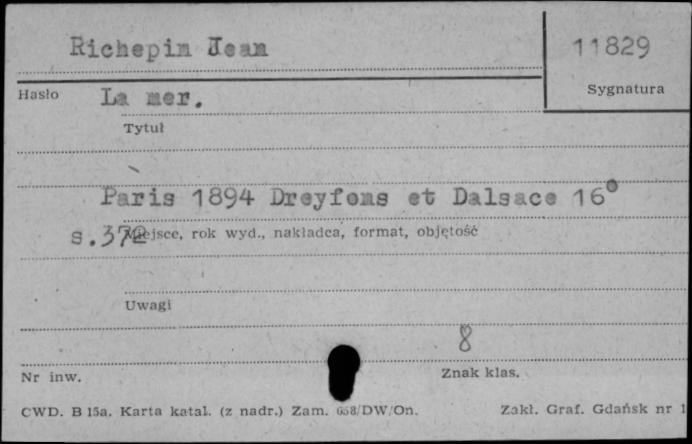 Richepin Jean
11829
Hasło
La mer.
Sygnatura
Tytuł
Paris 1894 Dreyfons et Dalsace 16°
s. 372
Miejsce, rok wyd., nakładca, format, objętość
Uwagi
8
Nr inw.
Znak klas.
CWD. B 15a. Karta katal. (z nadr.) Zam. 658/DW/On.
Zakł. Graf. Gdańsk nr 1